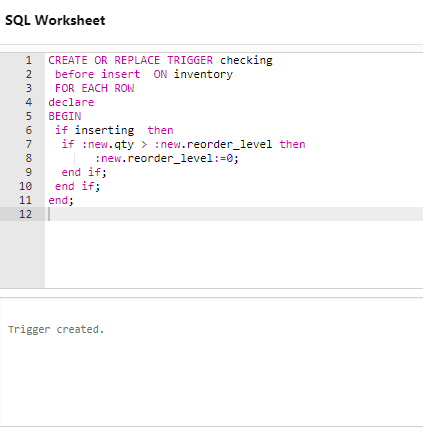 SQL Worksheet
1 CREATE OR REPLACE TRIGGER checking
2 before insert ON inventory
3 FOR EACH ROW
4 declare
5 BEGIN
6 if inserting then
7 if :new.qty > :new.reorder_level then
8 :new.reorder_level:=0;
9 end if;
10 end if;
11 end;
12
Trigger created.